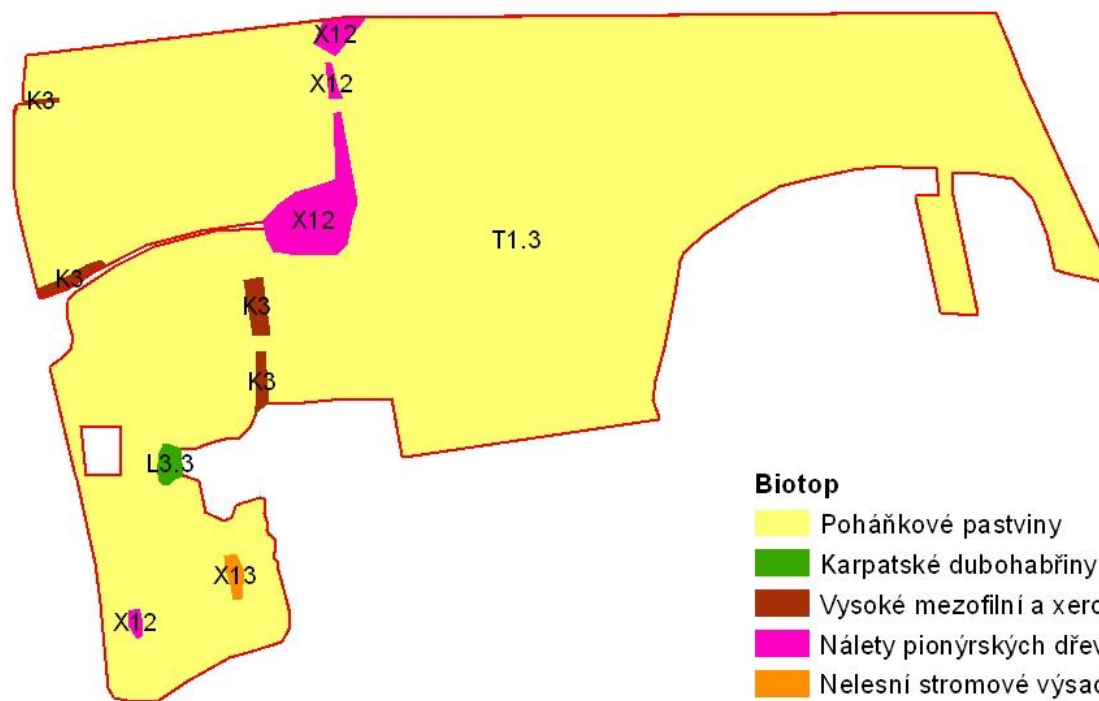 X12
X12
K3
X12
T1.3
K3
K3
K3
L3.3
X13
X12
Biotop
Poháňkové pastviny
Karpatské dubohabřiny
Vysoké mezofilní a xero
Nálety pionýrských dřev
Nelesní stromové výsad